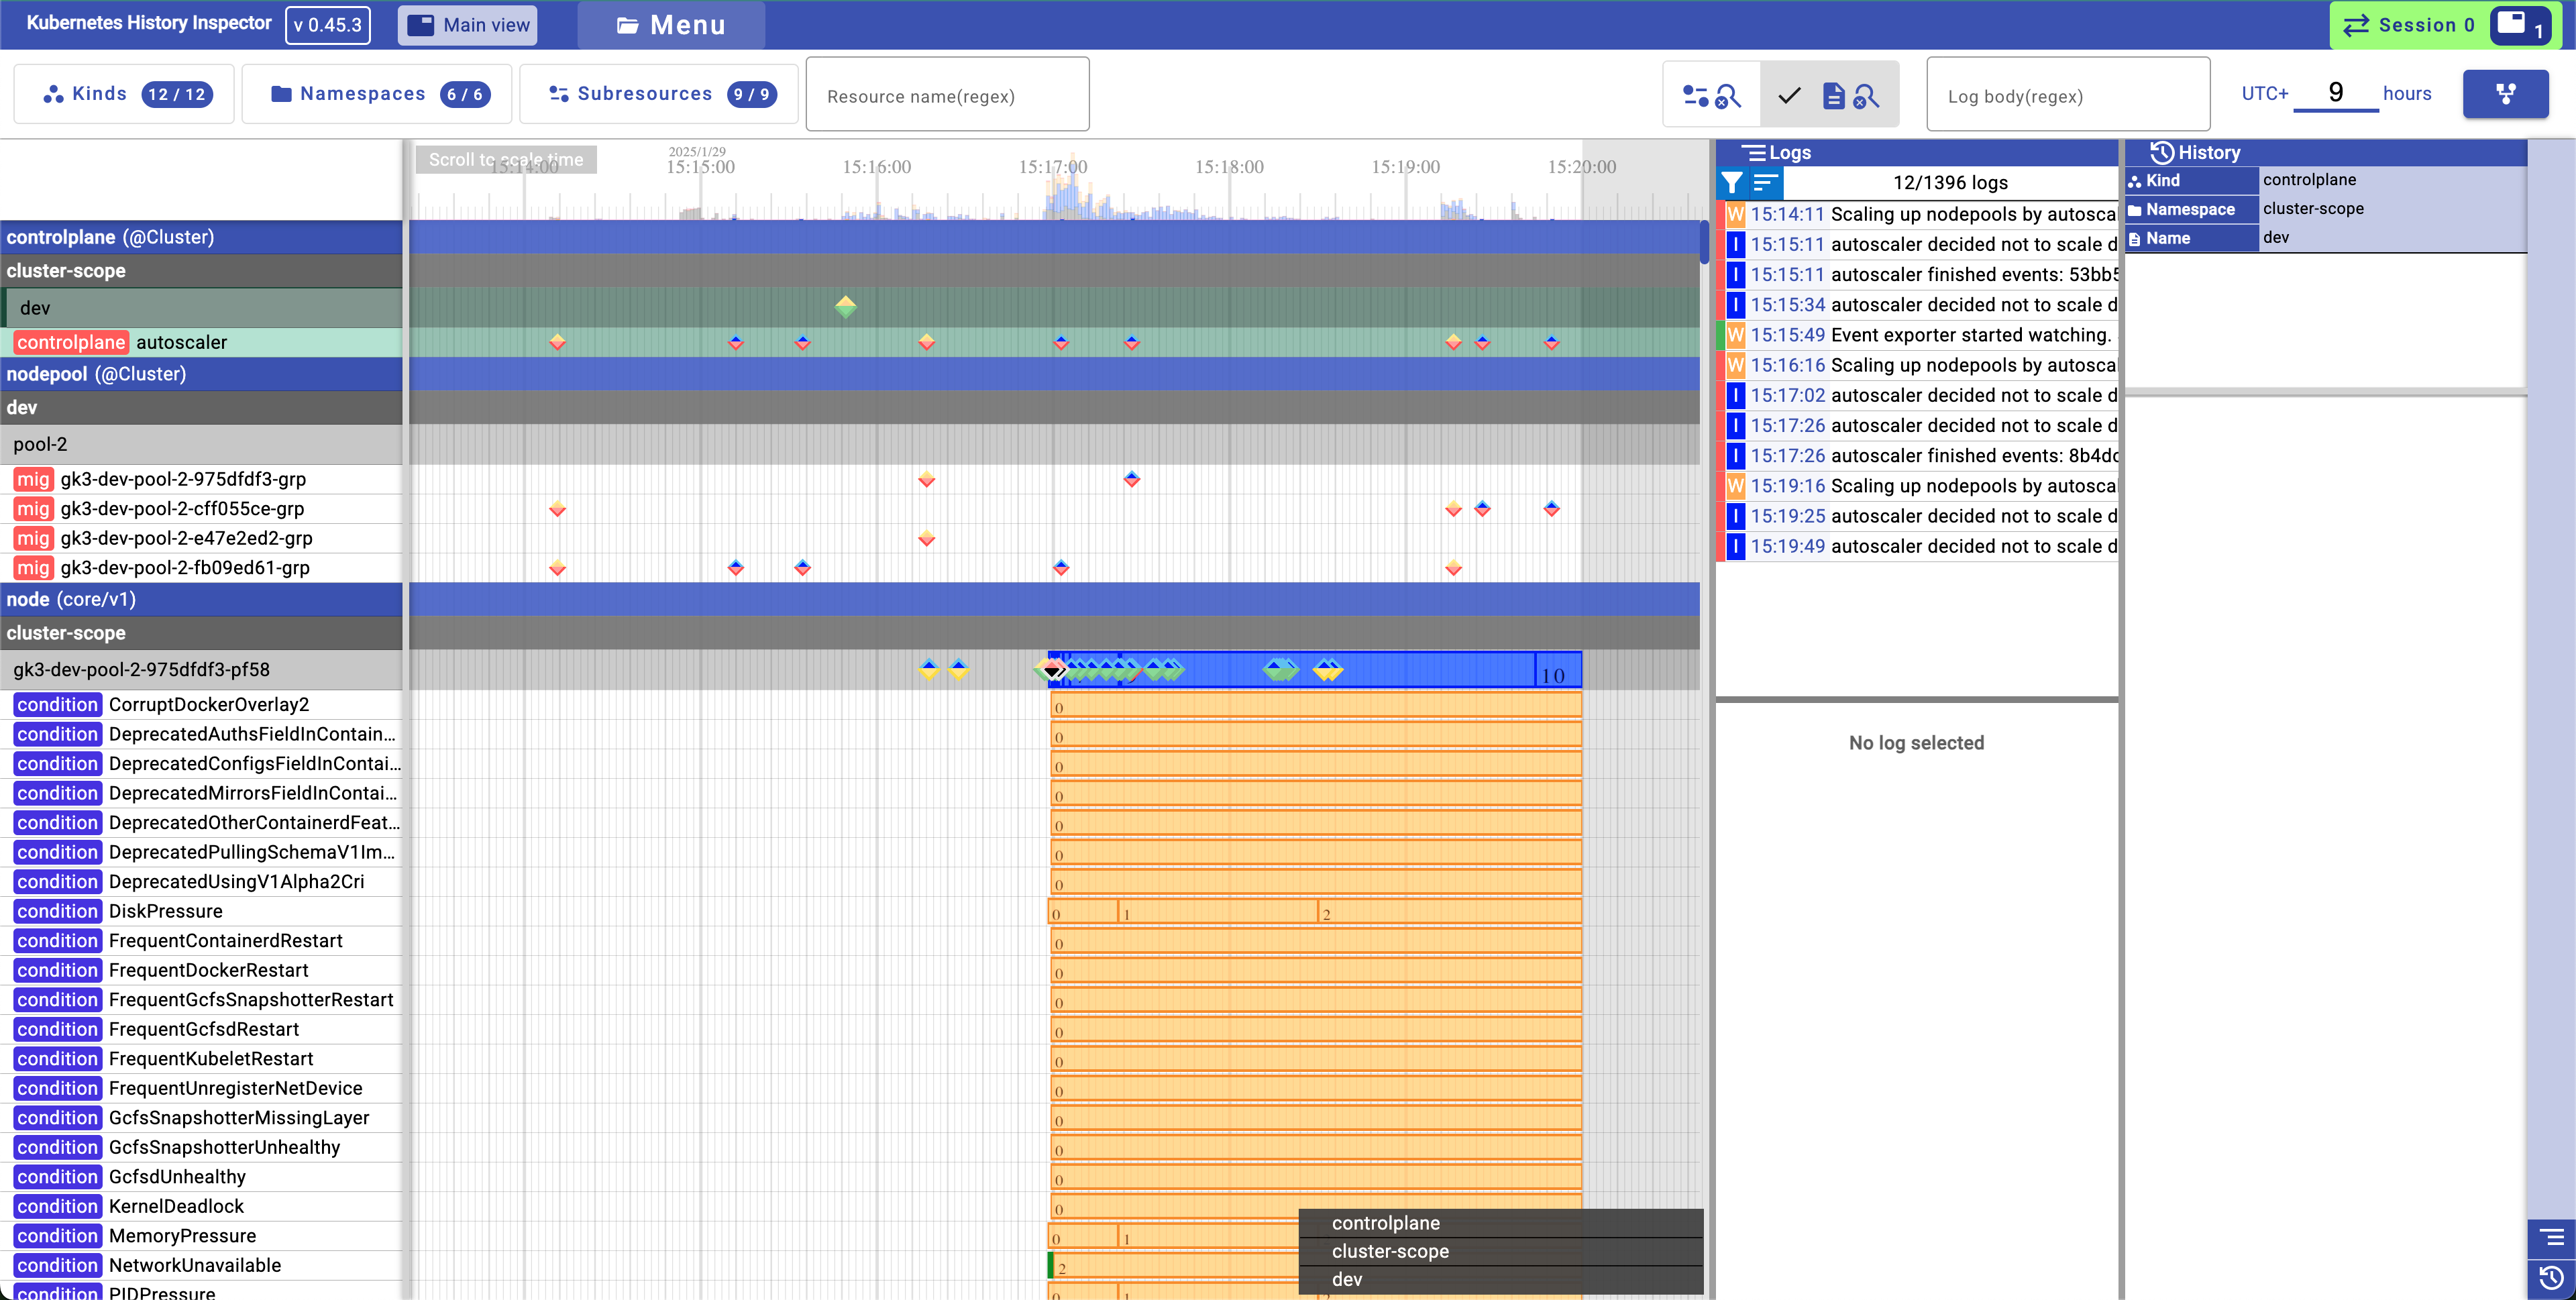 Kubernetes History Inspector
v 0.45.3
Main view
Menu
Session 0
1
Kinds 12 / 12
Namespaces 6 / 6
Subresources 9 / 9
Resource name(regex)
Log body(regex)
UTC+ 9 hours
Scroll to scale time
2025/1/29
15:14:00 15:15:00 15:16:00 15:17:00 15:18:00 15:19:00 15:20:00
controlplane (@Cluster)
cluster-scope
dev
controlplane autoscaler
nodepool (@Cluster)
dev
pool-2
mig gk3-dev-pool-2-975dfdf3-grp
mig gk3-dev-pool-2-cff055ce-grp
mig gk3-dev-pool-2-e47e2ed2-grp
mig gk3-dev-pool-2-fb09ed61-grp
node (core/v1)
cluster-scope
gk3-dev-pool-2-975dfdf3-pf58
10
condition CorruptDockerOverlay2
0
condition DeprecatedAuthsFieldInContain...
0
condition DeprecatedConfigsFieldInContai...
0
condition DeprecatedMirrorsFieldInContai...
0
condition DeprecatedOtherContainerdFeat...
0
condition DeprecatedPullingSchemaV1Im...
0
condition DeprecatedUsingV1Alpha2Cri
0
condition DiskPressure
0 1 2
condition FrequentContainerdRestart
0
condition FrequentDockerRestart
0
condition FrequentGcfsSnapshotterRestart
0
condition FrequentGcfsdRestart
0
condition FrequentKubeletRestart
0
condition FrequentUnregisterNetDevice
0
condition GcfsSnapshotterMissingLayer
0
condition GcfsSnapshotterUnhealthy
0
condition GcfsdUnhealthy
0
condition KernelDeadlock
0
condition MemoryPressure
0 1
condition NetworkUnavailable
2
condition PIDPressure
controlplane
cluster-scope
dev
Logs
12/1396 logs
W 15:14:11 Scaling up nodepools by autosca
I 15:15:11 autoscaler decided not to scale d
I 15:15:11 autoscaler finished events: 53bb5
I 15:15:34 autoscaler decided not to scale d
W 15:15:49 Event exporter started watching.
W 15:16:16 Scaling up nodepools by autosca
I 15:17:02 autoscaler decided not to scale d
I 15:17:26 autoscaler decided not to scale d
I 15:17:26 autoscaler finished events: 8b4dc
W 15:19:16 Scaling up nodepools by autosca
I 15:19:25 autoscaler decided not to scale d
I 15:19:49 autoscaler decided not to scale d
No log selected
History
Kind controlplane
Namespace cluster-scope
Name dev